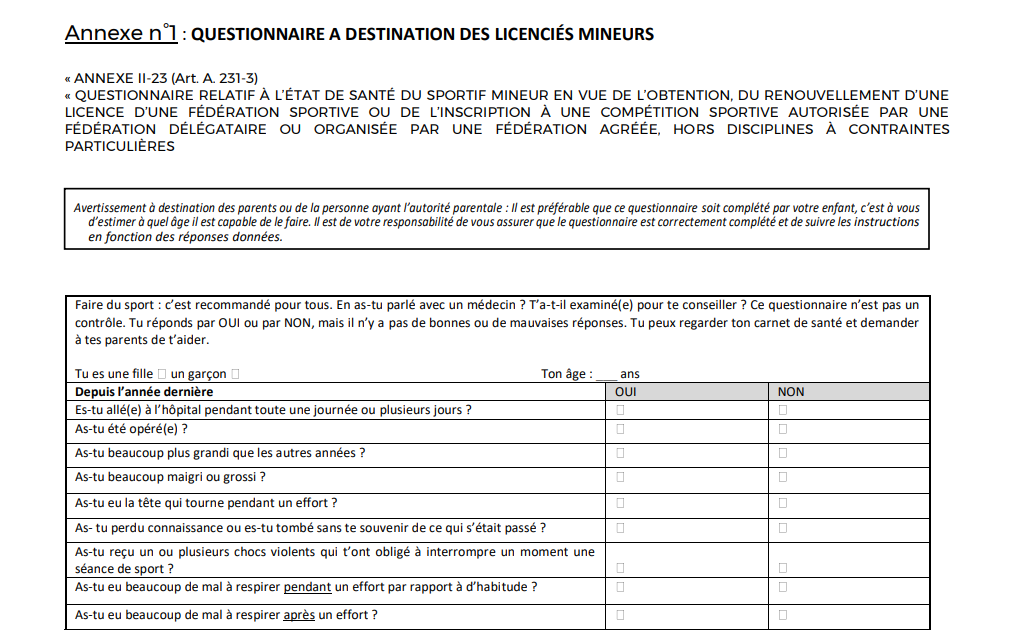 Annexe n°1 : QUESTIONNAIRE A DESTINATION DES LICENCIÉS MINEURS
« ANNEXE II-23 (Art. A. 231-3)
« QUESTIONNAIRE RELATIF À L'ÉTAT DE SANTÉ DU SPORTIF MINEUR EN VUE DE L'OBTENTION, DU RENOUVELLEMENT D'UNE
LICENCE D'UNE FÉDÉRATION SPORTIVE OU DE L'INSCRIPTION À UNE COMPÉTITION SPORTIVE AUTORISÉE PAR UNE
FÉDÉRATION DÉLÉGATAIRE OU ORGANISÉE PAR UNE FÉDÉRATION AGRÉÉE, HORS DISCIPLINES À CONTRAINTES
PARTICULIÈRES
Avertissement à destination des parents ou de la personne ayant l'autorité parentale : Il est préférable que ce questionnaire soit complété par votre enfant, c'est à vous
d'estimer à quel âge il est capable de le faire. Il est de votre responsabilité de vous assurer que le questionnaire est correctement complété et de suivre les instructions
en fonction des réponses données.
Faire du sport : c'est recommandé pour tous. En as-tu parlé avec un médecin ? T'a-t-il examiné(e) pour te conseiller ? Ce questionnaire n'est pas un
contrôle. Tu réponds par OUI ou par NON, mais il n'y a pas de bonnes ou de mauvaises réponses. Tu peux regarder ton carnet de santé et demander
à tes parents de t'aider.
Tu es une fille □ un garçon □ Ton âge : ___ ans
Depuis l'année dernière OUI NON
Es-tu allé(e) à l'hôpital pendant toute une journée ou plusieurs jours ? □ □
As-tu été opéré(e) ? □ □
As-tu beaucoup plus grandi que les autres années ? □ □
As-tu beaucoup maigri ou grossi ? □ □
As-tu eu la tête qui tourne pendant un effort ? □ □
As- tu perdu connaissance ou es-tu tombé sans te souvenir de ce qui s'était passé ? □ □
As-tu reçu un ou plusieurs chocs violents qui t'ont obligé à interrompre un moment une
séance de sport ? □ □
As-tu eu beaucoup de mal à respirer pendant un effort par rapport à d'habitude ? □ □
As-tu eu beaucoup de mal à respirer après un effort ? □ □